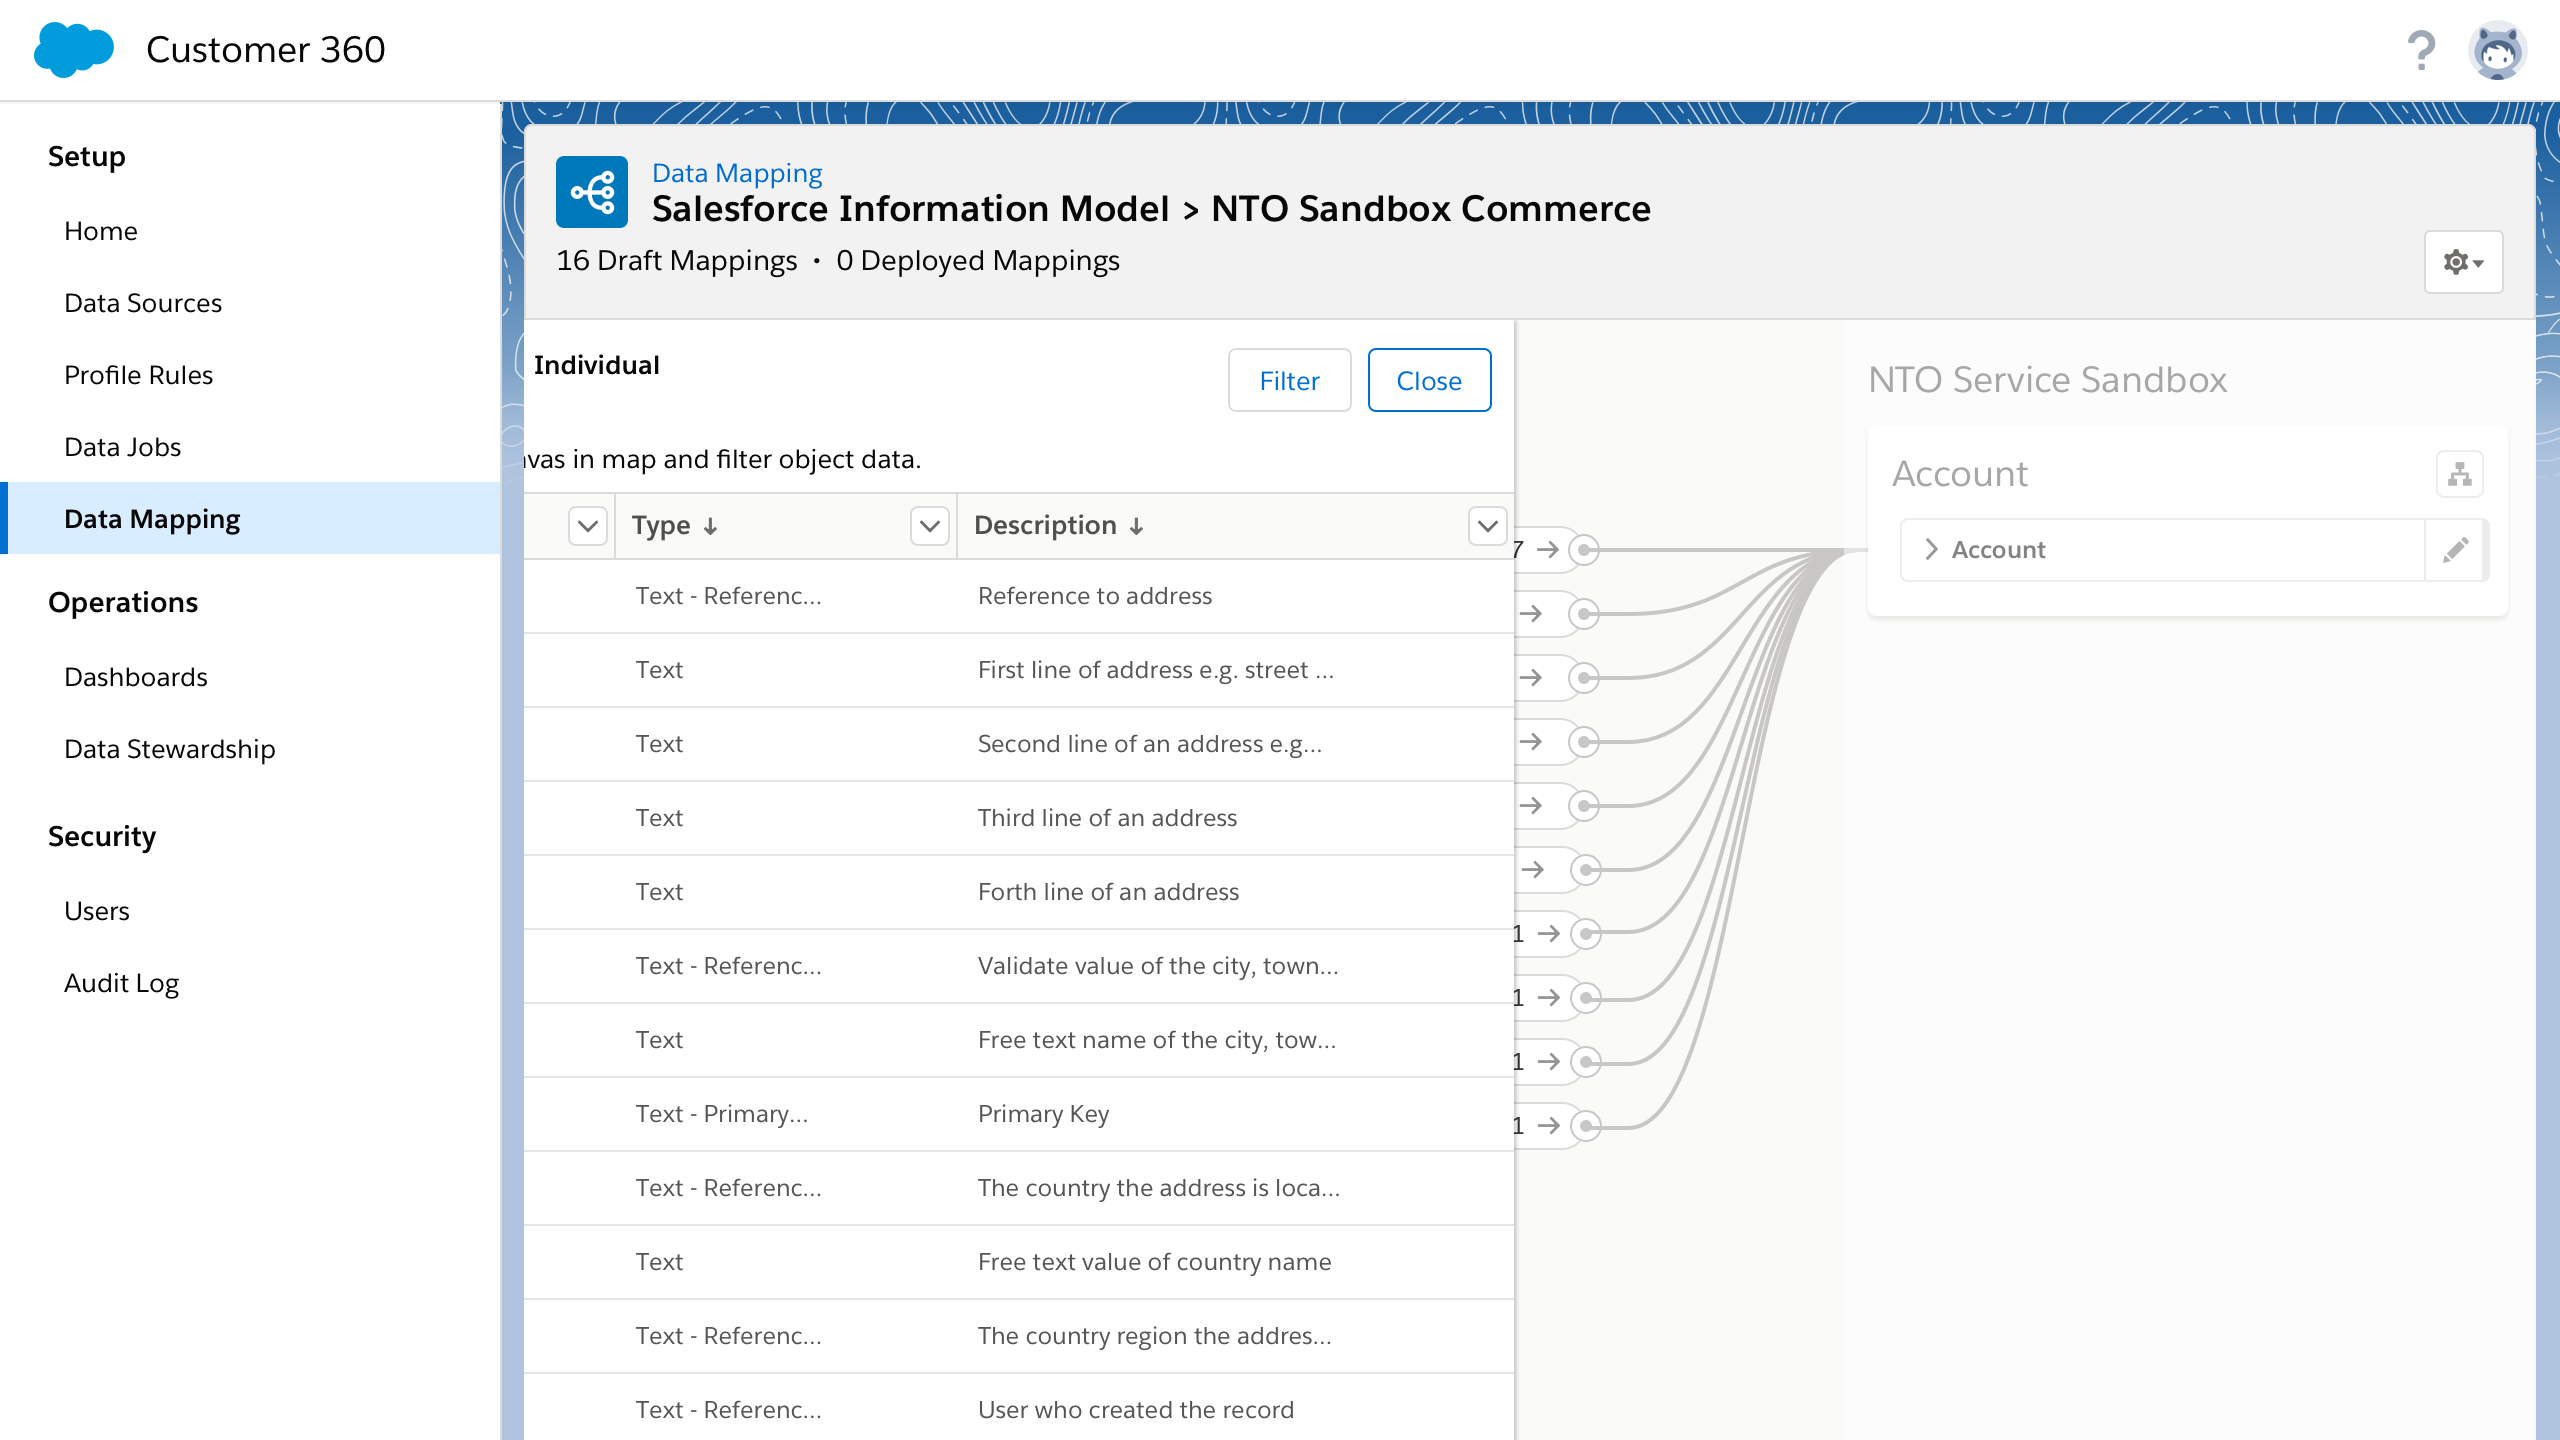 Customer 360
?
Setup
Home
Data Sources
Profile Rules
Data Jobs
Data Mapping
Operations
Dashboards
Data Stewardship
Security
Users
Audit Log
Data Mapping
Salesforce Information Model > NTO Sandbox Commerce
16 Draft Mappings • 0 Deployed Mappings
Individual
Filter
Close
in map and filter object data.
Type ↓
Description ↓
Text - Referenc...
Reference to address
Text
First line of address e.g. street ...
Text
Second line of an address e.g...
Text
Third line of an address
Text
Forth line of an address
Text - Referenc...
Validate value of the city, town...
Text
Free text name of the city, tow...
Text - Primary...
Primary Key
Text - Referenc...
The country the address is loca...
Text
Free text value of country name
Text - Referenc...
The country region the addres...
Text - Referenc...
User who created the record
7 →
→
→
→
→
→
1 →
1 →
1 →
1 →
NTO Service Sandbox
Account
Account